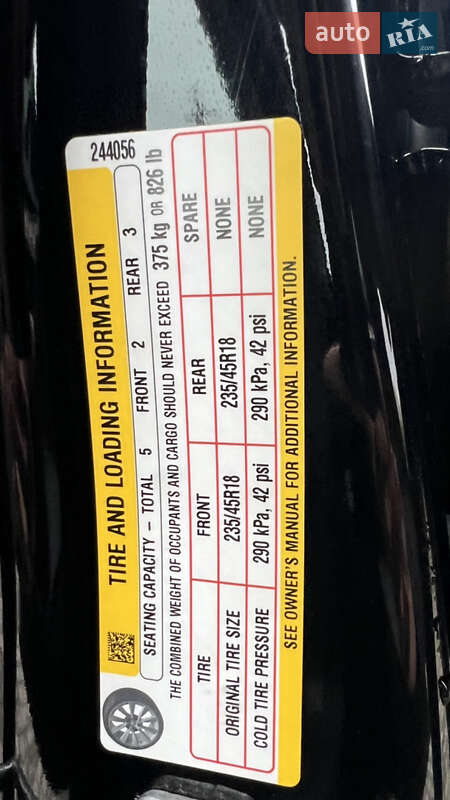 auto RIA.com
244056
TIRE AND LOADING INFORMATION
SEATING CAPACITY – TOTAL 5 FRONT 2 REAR 3
THE COMBINED WEIGHT OF OCCUPANTS AND CARGO SHOULD NEVER EXCEED 375 kg OR 826 lb
TIRE FRONT REAR SPARE
ORIGINAL TIRE SIZE 235/45R18 235/45R18 NONE
COLD TIRE PRESSURE 290 kPa, 42 psi 290 kPa, 42 psi NONE
SEE OWNER'S MANUAL FOR ADDITIONAL INFORMATION.